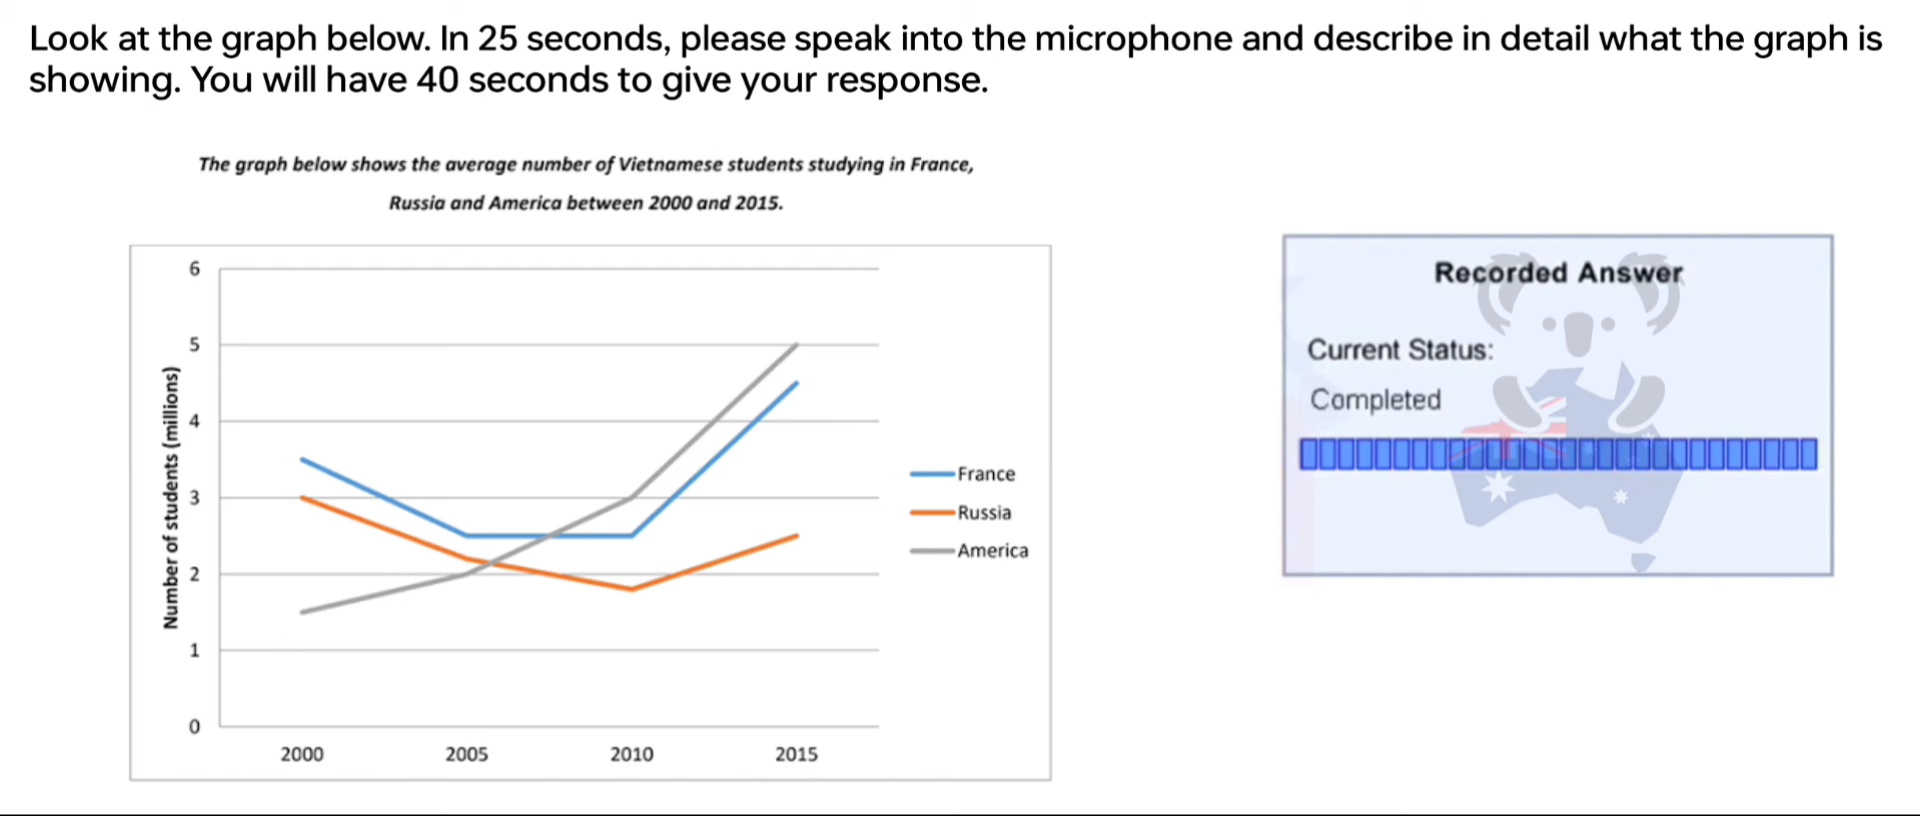 Look at the graph below. In 25 seconds, please speak into the microphone and describe in detail what the graph is
showing. You will have 40 seconds to give your response.
The graph below shows the average number of Vietnamese students studying in France,
Russia and America between 2000 and 2015.
Number of students (millions)
6
5
4
3
2
1
0
2000 2005 2010 2015
France
Russia
America
Recorded Answer
Current Status:
Completed